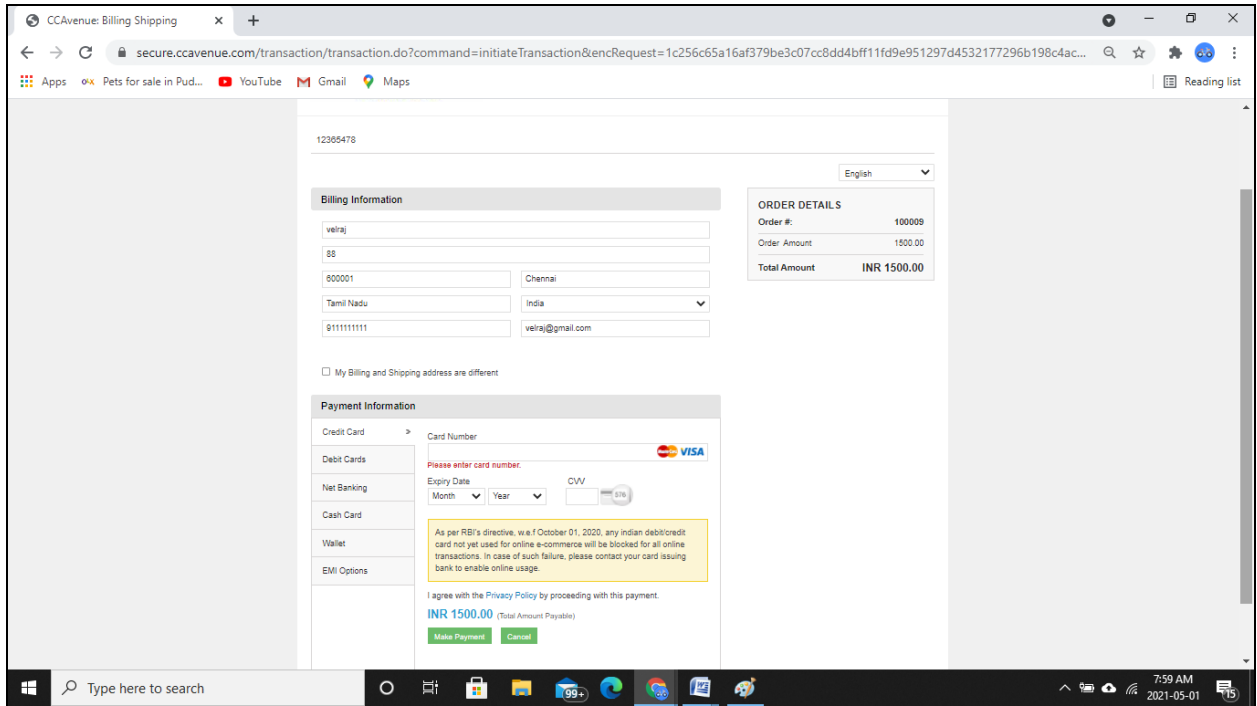 CCAvenue: Billing Shipping
secure.ccavenue.com/transaction/transaction.do?command=initiateTransaction&encRequest=1c256c65a16af379be3c07cc8dd4bff11fd9e951297d4532177296b198c4ac...
Apps Pets for sale in Pud... YouTube Gmail Maps Reading list
12365478
English
Billing Information
velraj
88
600001 Chennai
Tamil Nadu India
9111111111 velraj@gmail.com
My Billing and Shipping address are different
ORDER DETAILS
Order #: 100009
Order Amount 1500.00
Total Amount INR 1500.00
Payment Information
Credit Card
Debit Cards
Net Banking
Cash Card
Wallet
EMI Options
Card Number
MasterCard VISA
Please enter card number.
Expiry Date CVV
Month Year 576
As per RBI's directive, w.e.f October 01, 2020, any indian debit/credit
card not yet used for online e-commerce will be blocked for all online
transactions. In case of such failure, please contact your card issuing
bank to enable online usage.
I agree with the Privacy Policy by proceeding with this payment.
INR 1500.00 (Total Amount Payable)
Make Payment Cancel
Type here to search
99+
7:59 AM
2021-05-01
15